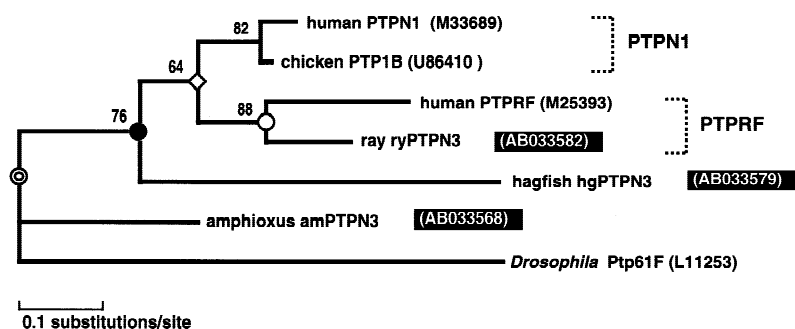 human PTPN1 (M33689)
82
PTPN1
chicken PTP1B (U86410 )
64
human PTPRF (M25393)
88
76
PTPRF
ray ryPTPN3 (AB033582)
hagfish hgPTPN3 (AB033579)
amphioxus amPTPN3 (AB033568)
Drosophila Ptp61F (L11253)
0.1 substitutions/site